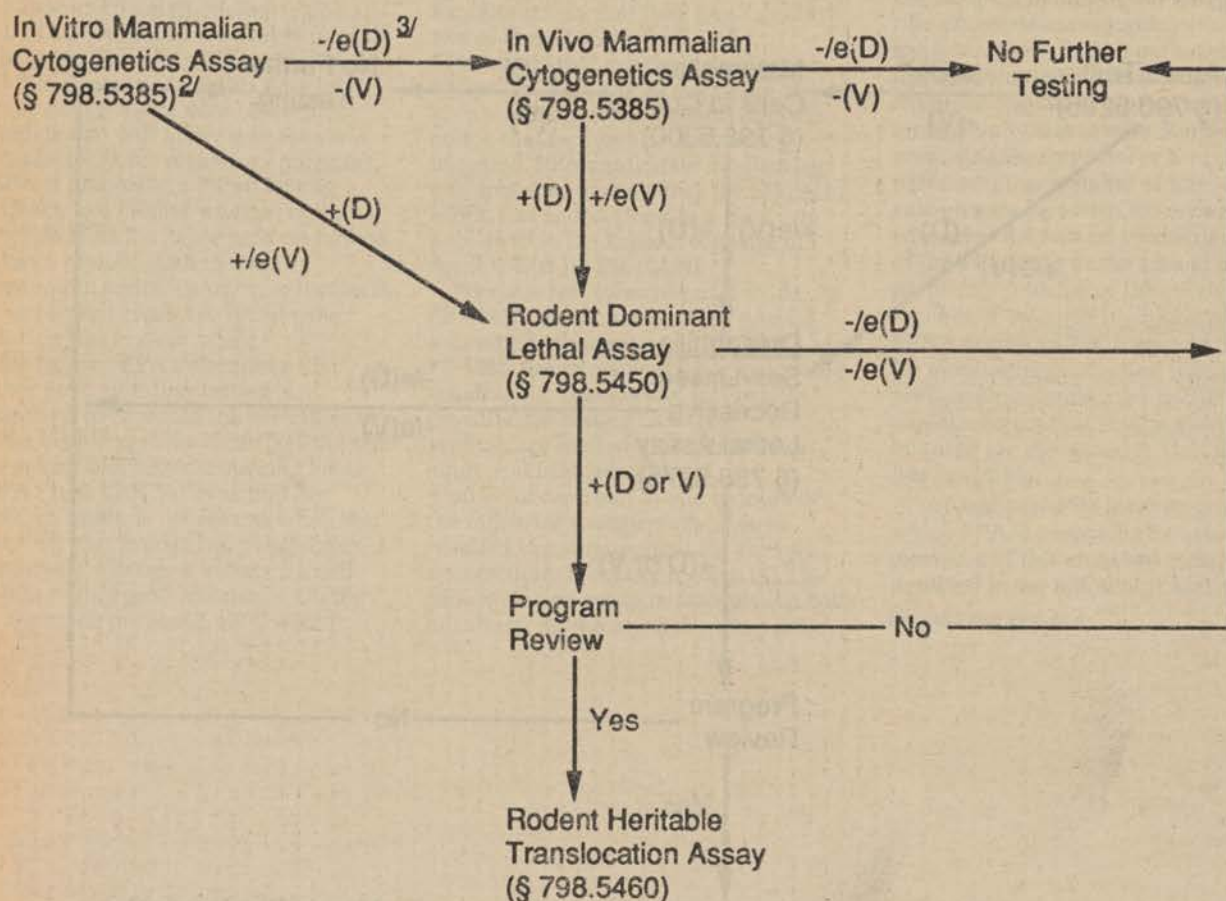 In Vitro Mammalian
Cytogenetics Assay
(§ 798.5385)2/
-/e(D) 3/
-(V)
In Vivo Mammalian
Cytogenetics Assay
(§ 798.5385)
-/e(D)
-(V)
No Further
Testing
+(D)
+/e(V)
+(D)
+/e(V)
Rodent Dominant
Lethal Assay
(§ 798.5450)
-/e(D)
-/e(V)
+(D or V)
Program
Review
No
Yes
Rodent Heritable
Translocation Assay
(§ 798.5460)